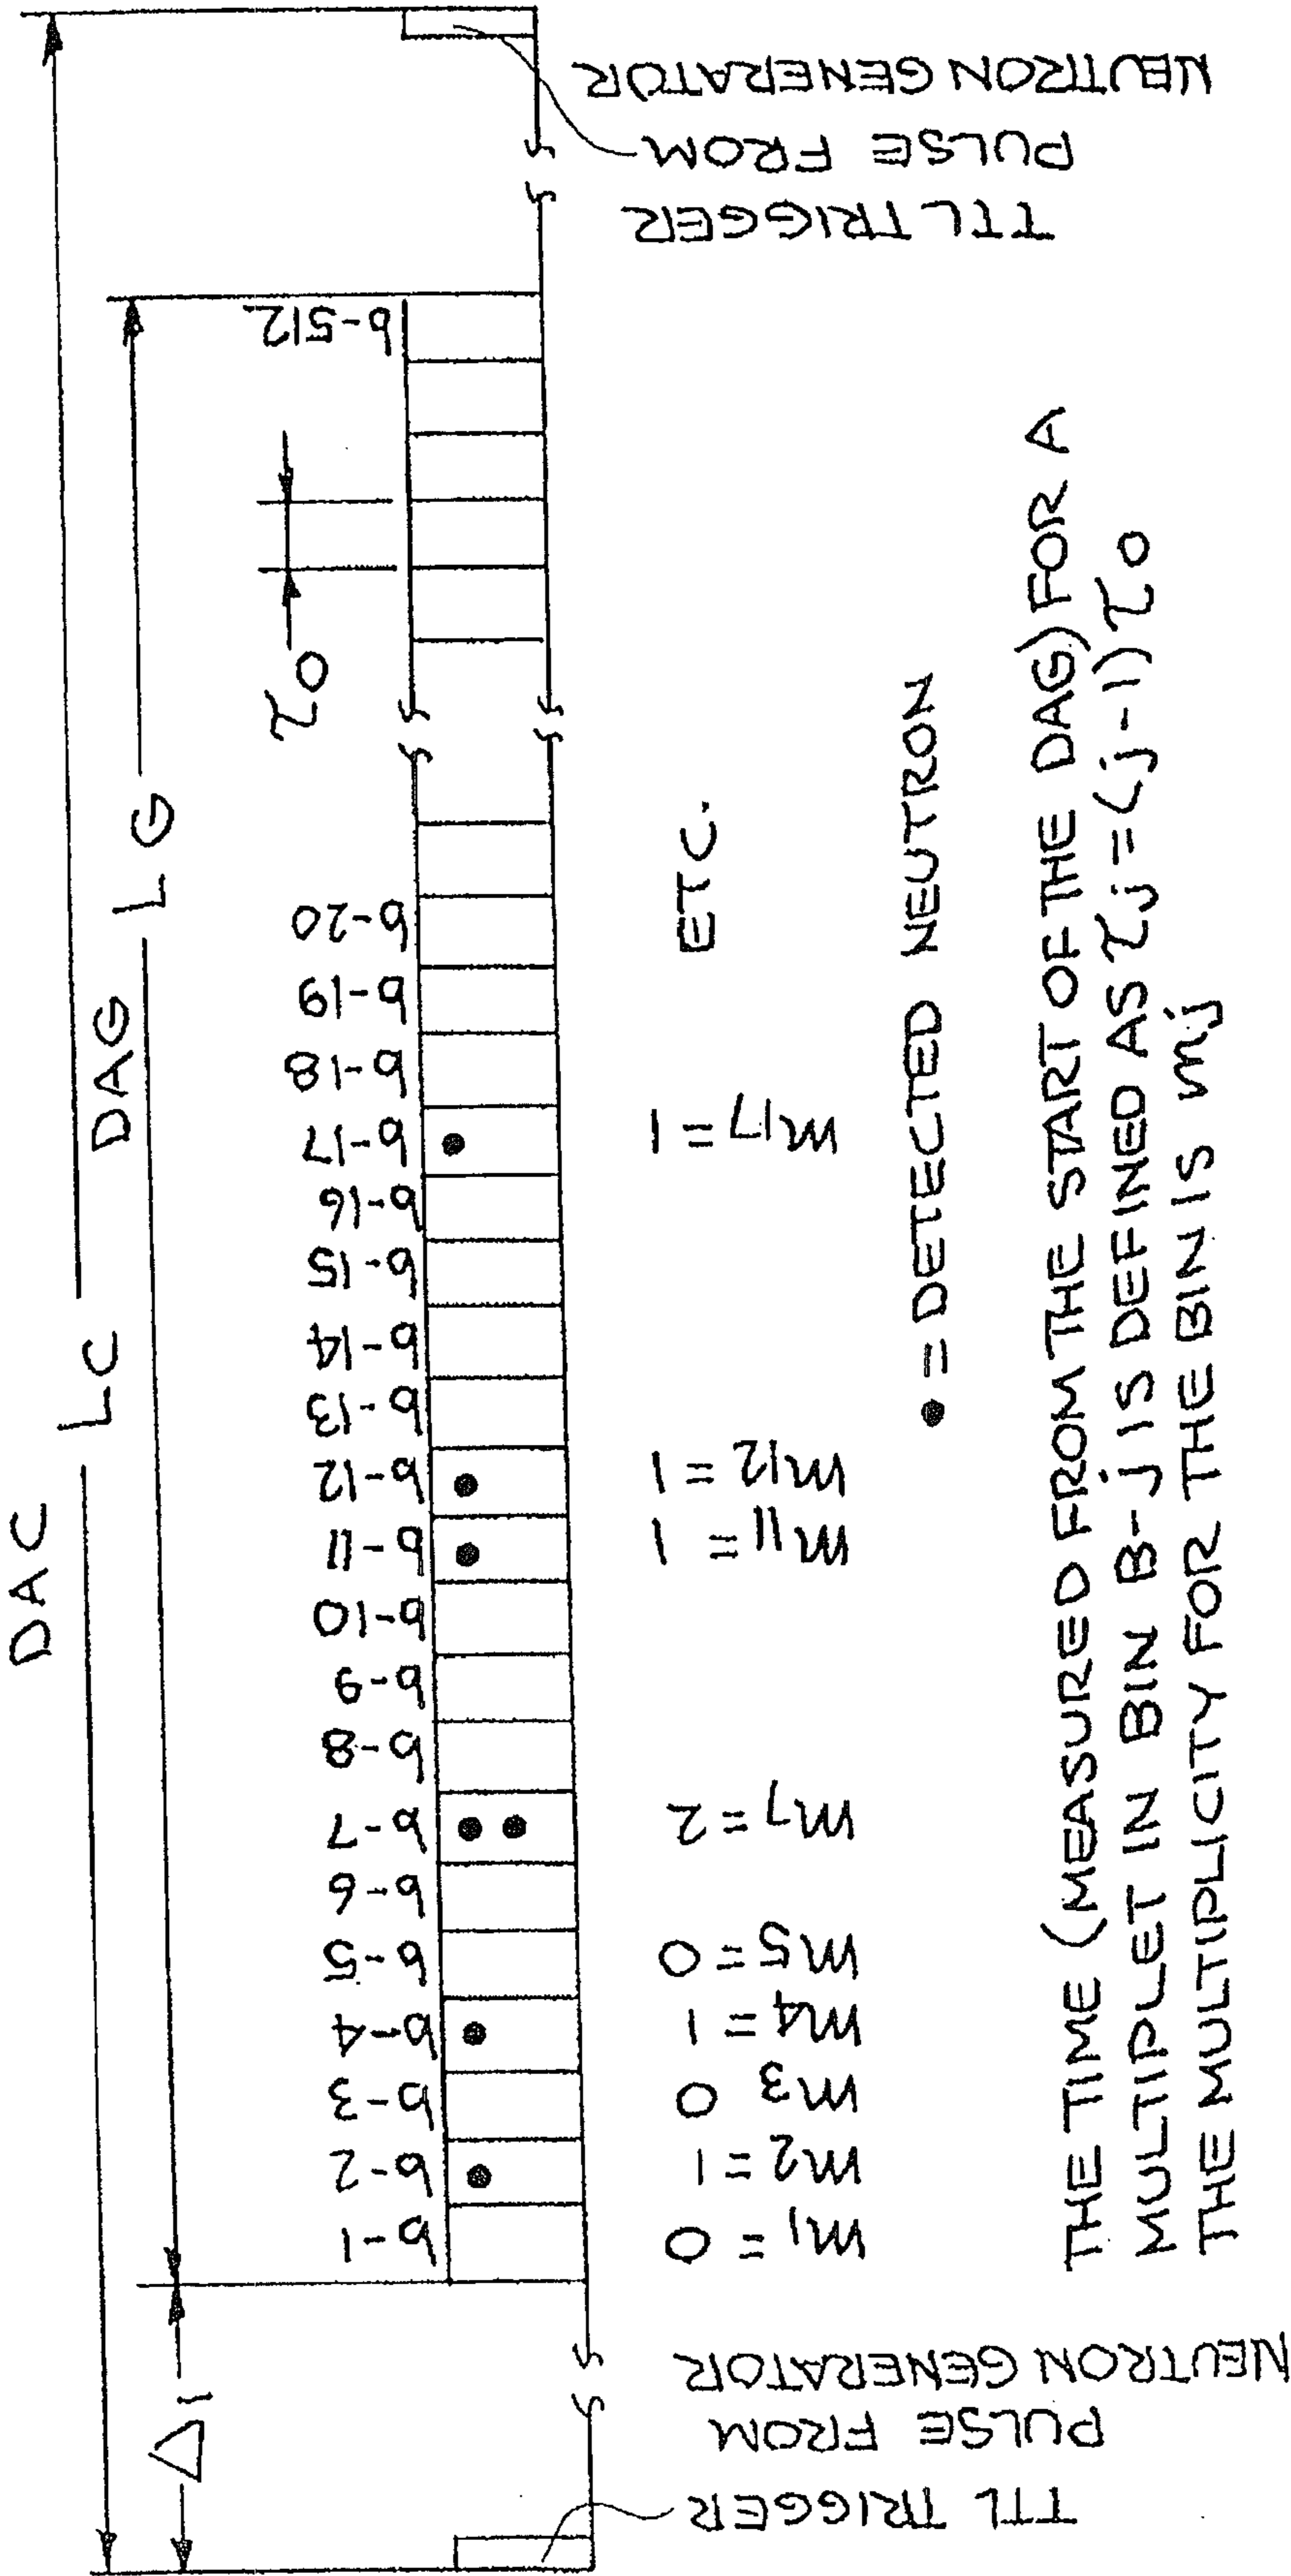 DAC
LC
DAG
LG
Δ1
τo
b-1
b-2
b-3
b-4
b-5
b-6
b-7
b-8
b-9
b-10
b-11
b-12
b-13
b-14
b-15
b-16
b-17
b-18
b-19
b-20
b-512
m1 = 0
m2 = 1
m3 0
m4 = 1
m5 = 0
m7 = 2
m11 = 1
m12 = 1
m17 = 1
ETC.
TTL TRIGGER
PULSE FROM
NEUTRON GENERATOR
TTL TRIGGER
PULSE FROM
NEUTRON GENERATOR
● = DETECTED NEUTRON
THE TIME (MEASURED FROM THE START OF THE DAG) FOR A
MULTIPLET IN BIN B-j IS DEFINED AS τj = (j-1) τo
THE MULTIPLICITY FOR THE BIN IS mj